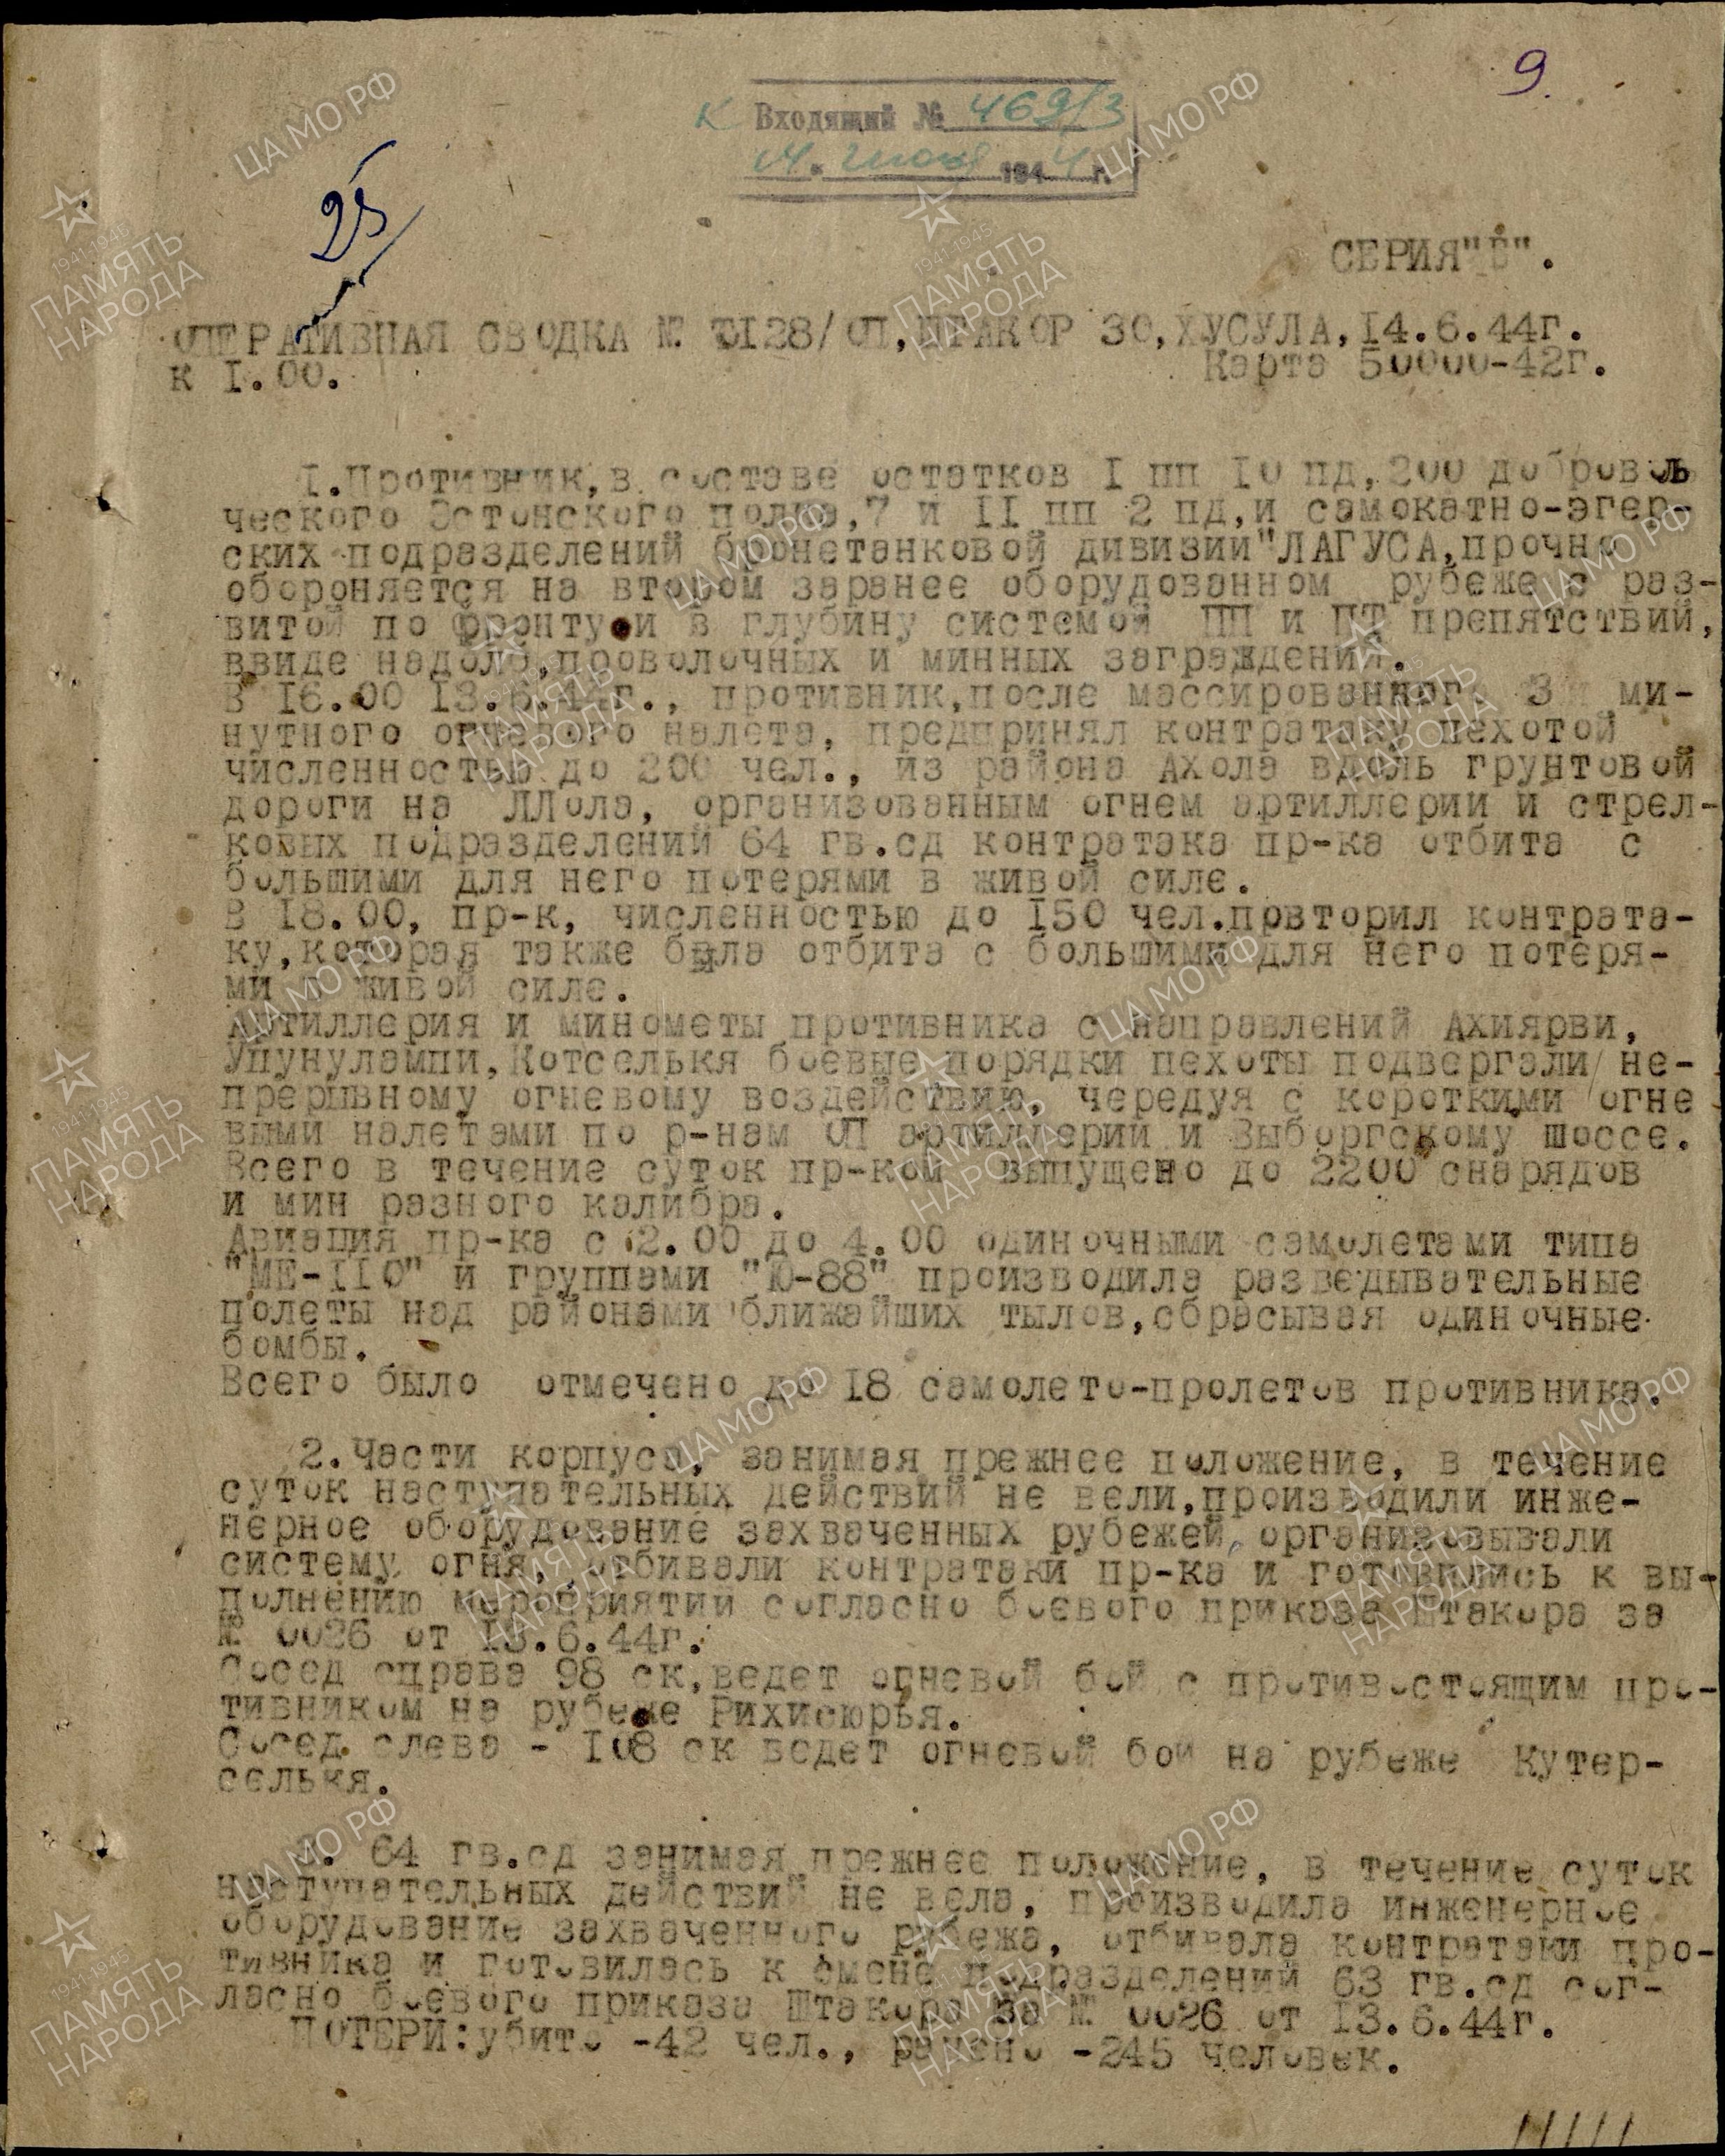 9.
К Входящий № 469/3
14. июня 1944 г.
25
СЕРИЯ"Б".
ОПЕРАТИВНАЯ СВОДКА № 0128/ОП, ШТАКОР 30,ХУСУЛА,14.6.44г.
к 1.00. Карта 50000-42г.
1.Противник,в составе остатков 1 пп 10 пд,200 доброволь
ческого Эстонского полка,7 и 11 пп 2 пд,и самокатно-эгер-
ских подразделений бронетанковой дивизии"ЛАГУСА,прочно
обороняется на втором заранее оборудованном рубеже с раз-
витой по фронту и в глубину системой ПП и ПТ препятствий,
ввиде надолб,проволочных и минных заграждений.
В 16.00 13.6.44г., противник,после массированного 3 ми-
нутного огневого налета, предпринял контратаку пехотой
численностью до 200 чел., из района Ахола вдоль грунтовой
дороги на ЛЛола, организованным огнем артиллерии и стрел-
ковых подразделений 64 гв.сд контратака пр-ка отбита с
большими для него потерями в живой силе.
В 18.00, пр-к, численностью до 150 чел.повторил контрата-
ку,которая также была отбита с большими для него потеря-
ми в живой силе.
Артиллерия и минометы противника с направлений Ахиярви,
Упунулампи,Котселькя боевые порядки пехоты подвергали не-
прерывному огневому воздействию, чередуя с короткими огне
выми налетами по р-нам ОП артиллерии и Выборгскому шоссе.
Всего в течение суток пр-ком выпущено до 2200 снарядов
и мин разного калибра.
Авиация пр-ка с 2.00 до 4.00 одиночными самолетами типа
"МЕ-110" и группами "Ю-88" производила разведывательные
полеты над районами ближайших тылов,сбрасывая одиночные
бомбы.
Всего было отмечено до 18 самолето-пролетов противника.
2.Части корпуса, занимая прежнее положение, в течение
суток наступательных действий не вели,производили инже-
нерное оборудование захваченных рубежей, организовывали
систему огня, отбивали контратаки пр-ка и готовились к вы-
полнению мероприятий согласно боевого приказа Штакора за
№ 0026 от 13.6.44г.
Сосед справа 98 ск,ведет огневой бой с противостоящим про-
тивником на рубеже Рихисюрья.
Сосед слева - 108 ск ведет огневой бой на рубеже Кутер-
селькя.
3. 64 гв.сд занимая прежнее положение, в течение суток
наступательных действий не вела, производила инженерное
оборудование захваченного рубежа, отбивала контратаки про-
тивника и готовилась к смене подразделений 63 гв.сд сог-
ласно боевого приказа Штакора за № 0026 от 13.6.44г.
ПОТЕРИ:убито -42 чел., ранено -245 человек.
ЦА МО РФ
1941-1945
ПАМЯТЬ
НАРОДА